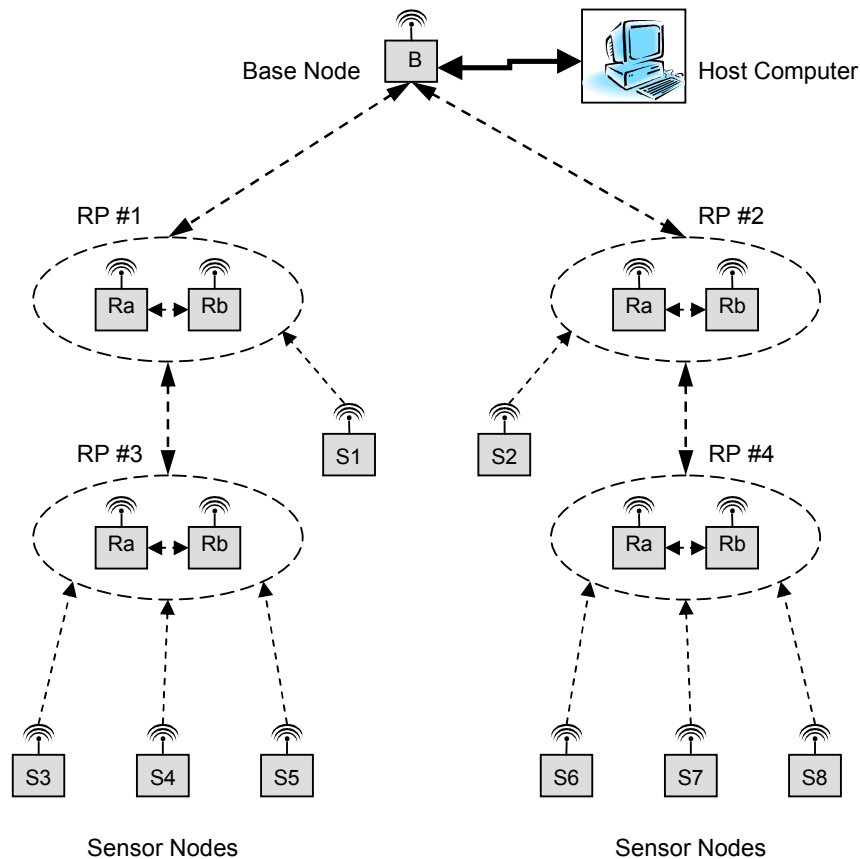 B
Base Node
Host Computer
RP #1
RP #2
Ra
Rb
Ra
Rb
S1
S2
RP #3
RP #4
Ra
Rb
Ra
Rb
S3
S4
S5
S6
S7
S8
Sensor Nodes
Sensor Nodes